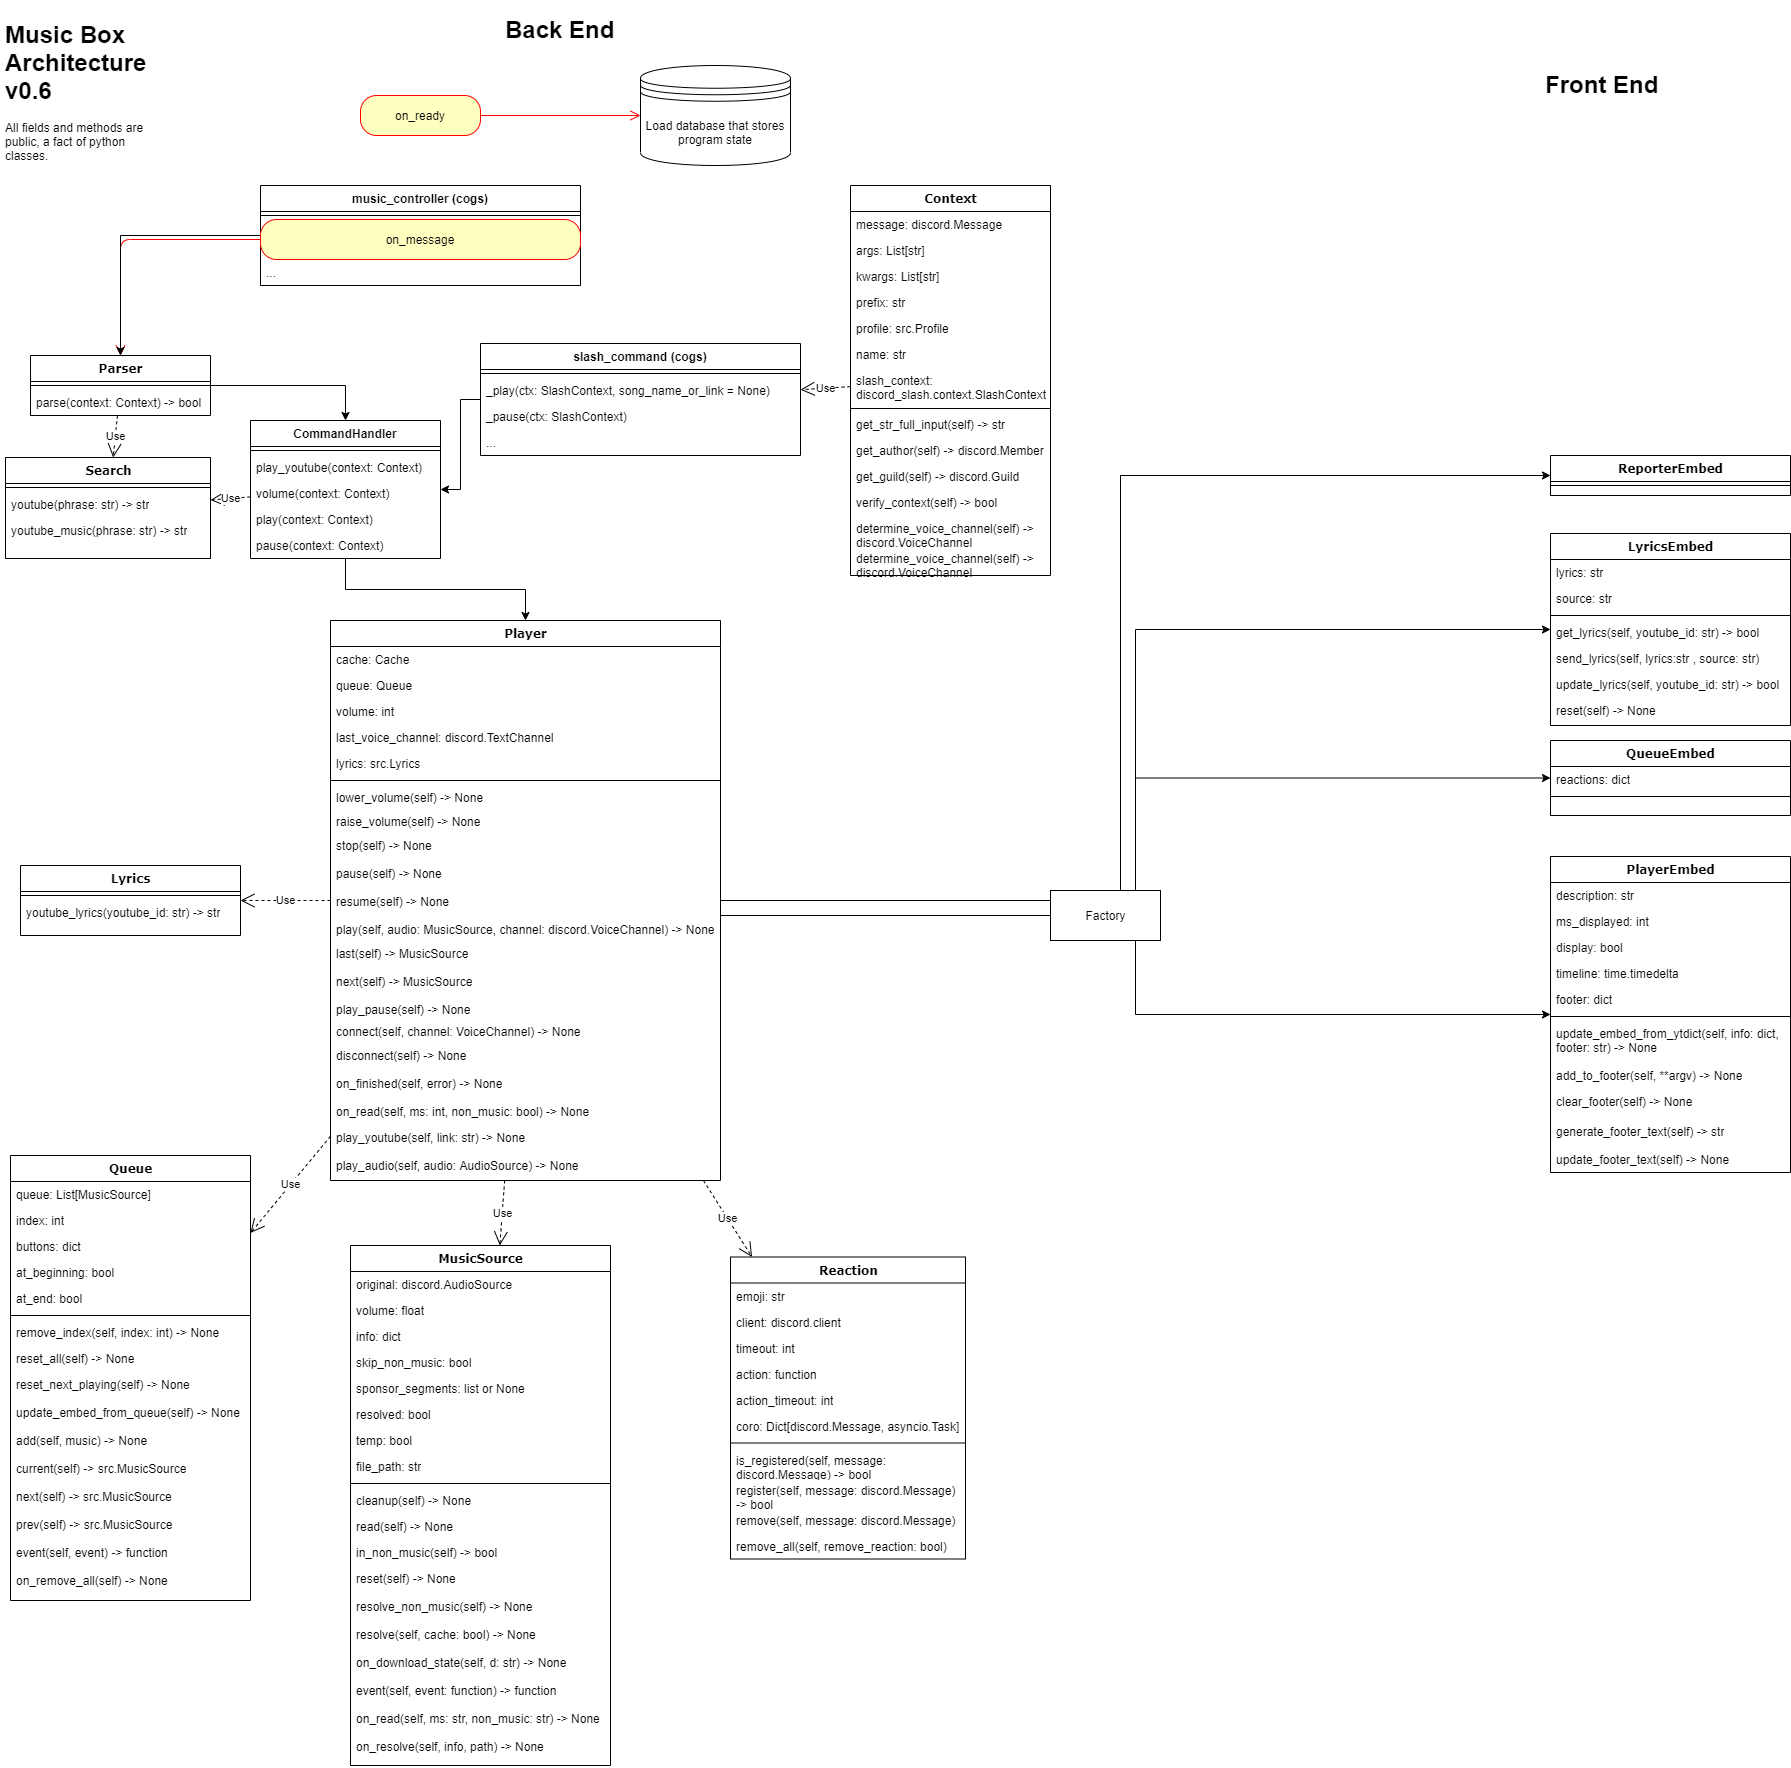 Music Box
Architecture
v0.6
All fields and methods are
public, a fact of python
classes.
Back End
Front End
on_ready
Load database that stores
program state
music_controller (cogs)
on_message
...
Parser
parse(context: Context) -> bool
Use
Search
youtube(phrase: str) -> str
youtube_music(phrase: str) -> str
Use
CommandHandler
play_youtube(context: Context)
volume(context: Context)
play(context: Context)
pause(context: Context)
slash_command (cogs)
_play(ctx: SlashContext, song_name_or_link = None)
_pause(ctx: SlashContext)
...
Use
Context
message: discord.Message
args: List[str]
kwargs: List[str]
prefix: str
profile: src.Profile
name: str
slash_context:
discord_slash.context.SlashContext
get_str_full_input(self) -> str
get_author(self) -> discord.Member
get_guild(self) -> discord.Guild
verify_context(self) -> bool
determine_voice_channel(self) ->
discord.VoiceChannel
determine_voice_channel(self) ->
discord.VoiceChannel
Player
cache: Cache
queue: Queue
volume: int
last_voice_channel: discord.TextChannel
lyrics: src.Lyrics
lower_volume(self) -> None
raise_volume(self) -> None
stop(self) -> None
pause(self) -> None
resume(self) -> None
play(self, audio: MusicSource, channel: discord.VoiceChannel) -> None
last(self) -> MusicSource
next(self) -> MusicSource
play_pause(self) -> None
connect(self, channel: VoiceChannel) -> None
disconnect(self) -> None
on_finished(self, error) -> None
on_read(self, ms: int, non_music: bool) -> None
play_youtube(self, link: str) -> None
play_audio(self, audio: AudioSource) -> None
Lyrics
youtube_lyrics(youtube_id: str) -> str
Use
Factory
ReporterEmbed
LyricsEmbed
lyrics: str
source: str
get_lyrics(self, youtube_id: str) -> bool
send_lyrics(self, lyrics:str , source: str)
update_lyrics(self, youtube_id: str) -> bool
reset(self) -> None
QueueEmbed
reactions: dict
PlayerEmbed
description: str
ms_displayed: int
display: bool
timeline: time.timedelta
footer: dict
update_embed_from_ytdict(self, info: dict,
footer: str) -> None
add_to_footer(self, **argv) -> None
clear_footer(self) -> None
generate_footer_text(self) -> str
update_footer_text(self) -> None
Use
Use
Use
Queue
queue: List[MusicSource]
index: int
buttons: dict
at_beginning: bool
at_end: bool
remove_index(self, index: int) -> None
reset_all(self) -> None
reset_next_playing(self) -> None
update_embed_from_queue(self) -> None
add(self, music) -> None
current(self) -> src.MusicSource
next(self) -> src.MusicSource
prev(self) -> src.MusicSource
event(self, event) -> function
on_remove_all(self) -> None
MusicSource
original: discord.AudioSource
volume: float
info: dict
skip_non_music: bool
sponsor_segments: list or None
resolved: bool
temp: bool
file_path: str
cleanup(self) -> None
read(self) -> None
in_non_music(self) -> bool
reset(self) -> None
resolve_non_music(self) -> None
resolve(self, cache: bool) -> None
on_download_state(self, d: str) -> None
event(self, event: function) -> function
on_read(self, ms: str, non_music: str) -> None
on_resolve(self, info, path) -> None
Reaction
emoji: str
client: discord.client
timeout: int
action: function
action_timeout: int
coro: Dict[discord.Message, asyncio.Task]
is_registered(self, message:
discord.Message) -> bool
register(self, message: discord.Message)
-> bool
remove(self, message: discord.Message)
remove_all(self, remove_reaction: bool)